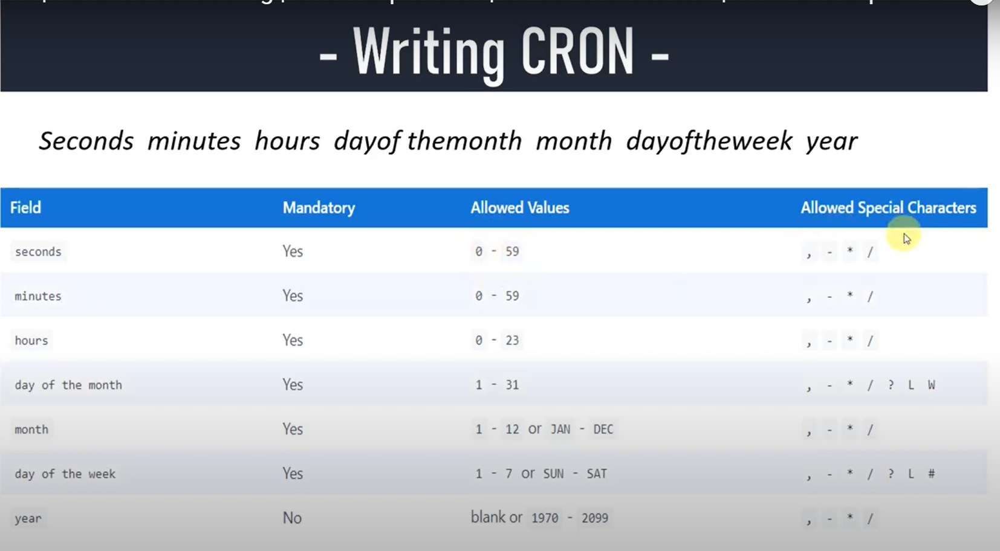 - Writing CRON -
Seconds minutes hours dayof themonth month dayoftheweek year
Field Mandatory Allowed Values Allowed Special Characters
seconds Yes 0 - 59 , - * /
minutes Yes 0 - 59 , - * /
hours Yes 0 - 23 , - * /
day of the month Yes 1 - 31 , - * / ? L W
month Yes 1 - 12 or JAN - DEC , - * /
day of the week Yes 1 - 7 or SUN - SAT , - * / ? L #
year No blank or 1970 - 2099 , - * /